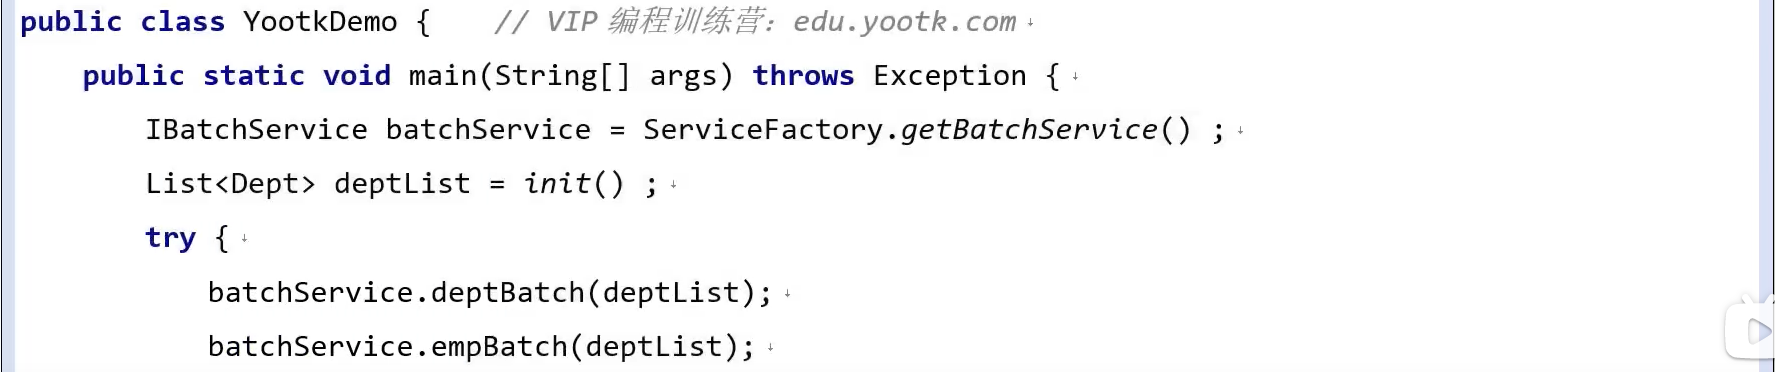 public class YootkDemo {    // VIP 编程训练营：edu.yootk.com ↓
public static void main(String[] args) throws Exception { ↓
IBatchService batchService = ServiceFactory.getBatchService() ; ↓
List<Dept> deptList = init() ; ↓
try { ↓
batchService.deptBatch(deptList); ↓
batchService.empBatch(deptList); ↓